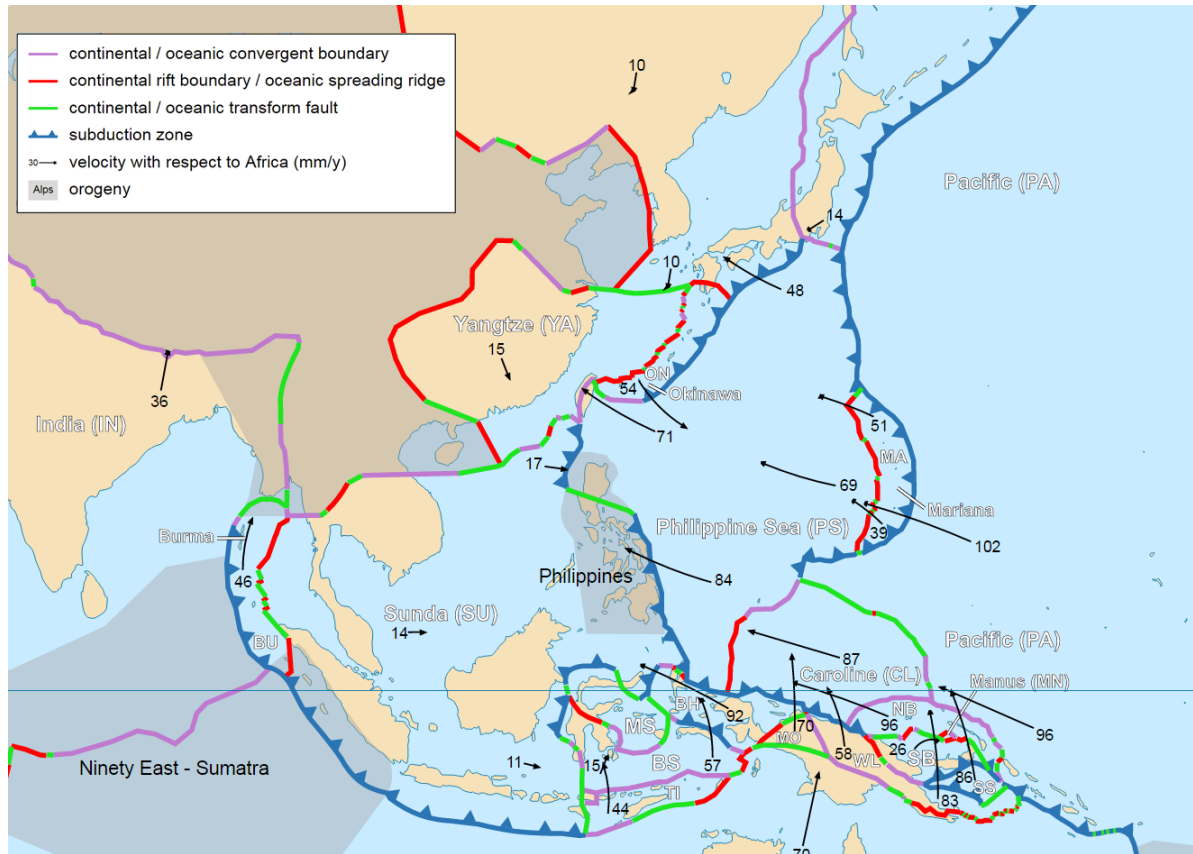 continental / oceanic convergent boundary
continental rift boundary / oceanic spreading ridge
continental / oceanic transform fault
subduction zone
30 velocity with respect to Africa (mm/y)
Alps orogeny
10
Pacific (PA)
14
10
48
Yangtze (YA)
15
ON
54
Okinawa
36
India (IN)
51
71
MA
17
69
Mariana
Burma
Philippine Sea (PS)
39
102
46
Philippines
84
Sunda (SU)
14
BU
Pacific (PA)
87
Caroline (CL)
Manus (MN)
BH
92
NB
MS
96
70
MO
26
96
58
SB
Ninety East - Sumatra
11
15
BS
57
WL
86
SS
TI
44
83